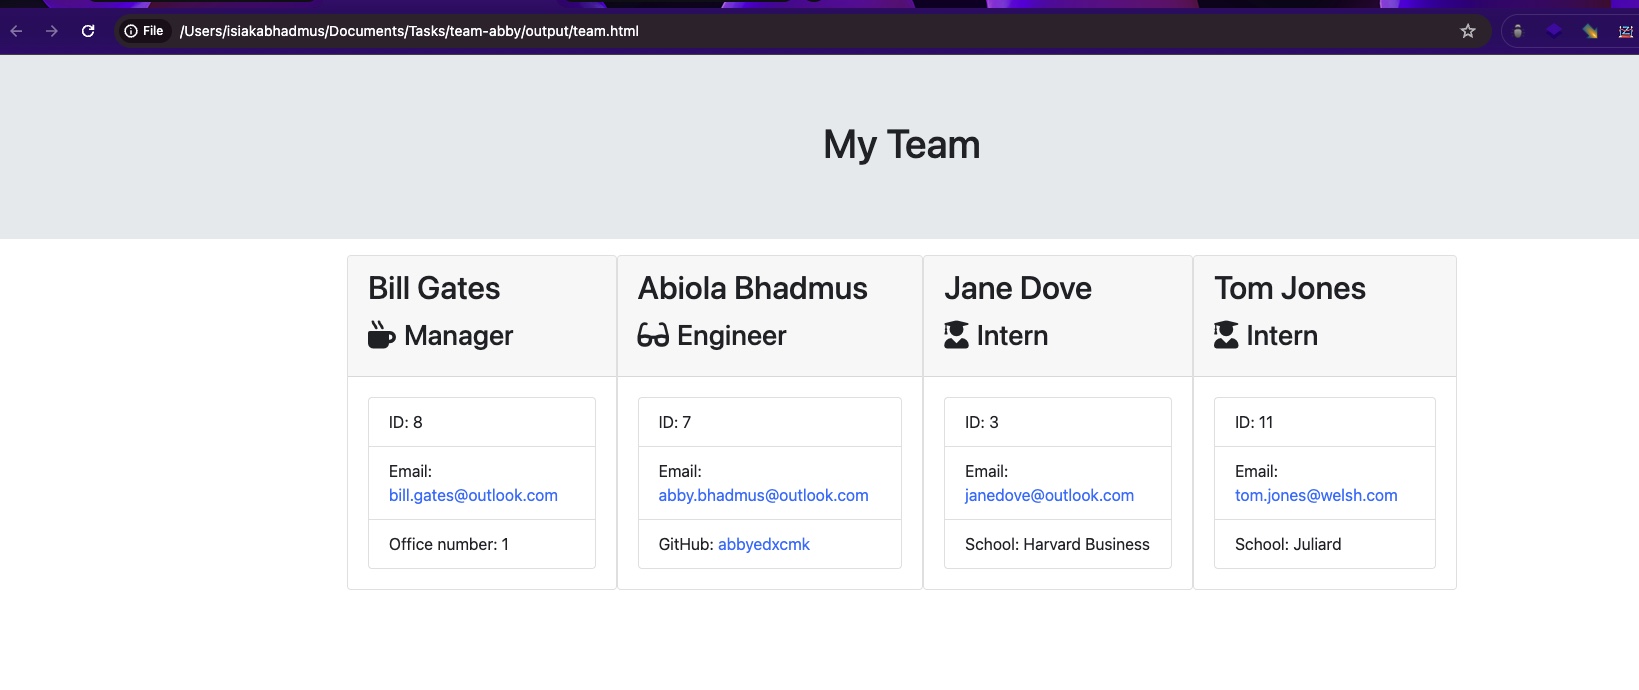 File /Users/isiakabhadmus/Documents/Tasks/team-abby/output/team.html
My Team
Bill Gates
Manager
ID: 8
Email:
bill.gates@outlook.com
Office number: 1
Abiola Bhadmus
Engineer
ID: 7
Email:
abby.bhadmus@outlook.com
GitHub: abbyedxcmk
Jane Dove
Intern
ID: 3
Email:
janedove@outlook.com
School: Harvard Business
Tom Jones
Intern
ID: 11
Email:
tom.jones@welsh.com
School: Juliard